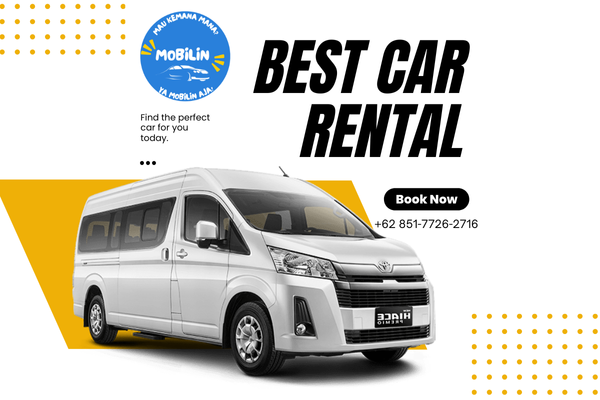 MAU KEMANA MANA?
MOBILIN
YA MOBILIN AJA!
BEST CAR
RENTAL
Find the perfect
car for you
today.
Book Now
+62 851-7726-2716
HIACE
PREMIO